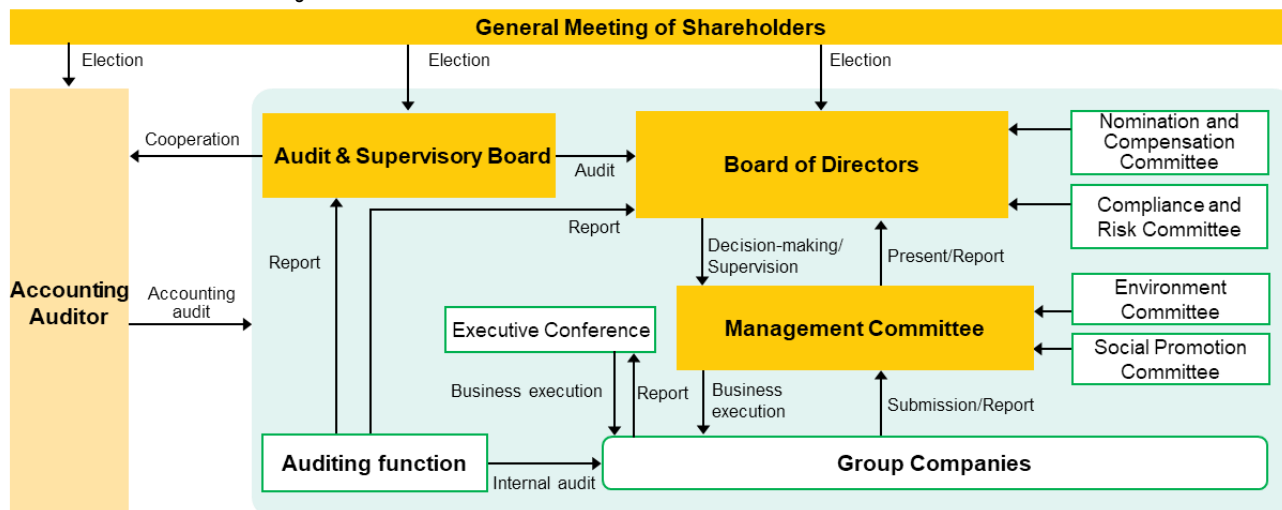 General Meeting of Shareholders
Election
Election
Election
Cooperation
Audit & Supervisory Board
Audit
Board of Directors
Nomination and
Compensation
Committee
Compliance and
Risk Committee
Report
Report
Decision-making/
Supervision
Present/Report
Accounting
Auditor
Accounting
audit
Executive Conference
Management Committee
Environment
Committee
Social Promotion
Committee
Business execution
Report
Business
execution
Submission/Report
Auditing function
Internal audit
Group Companies